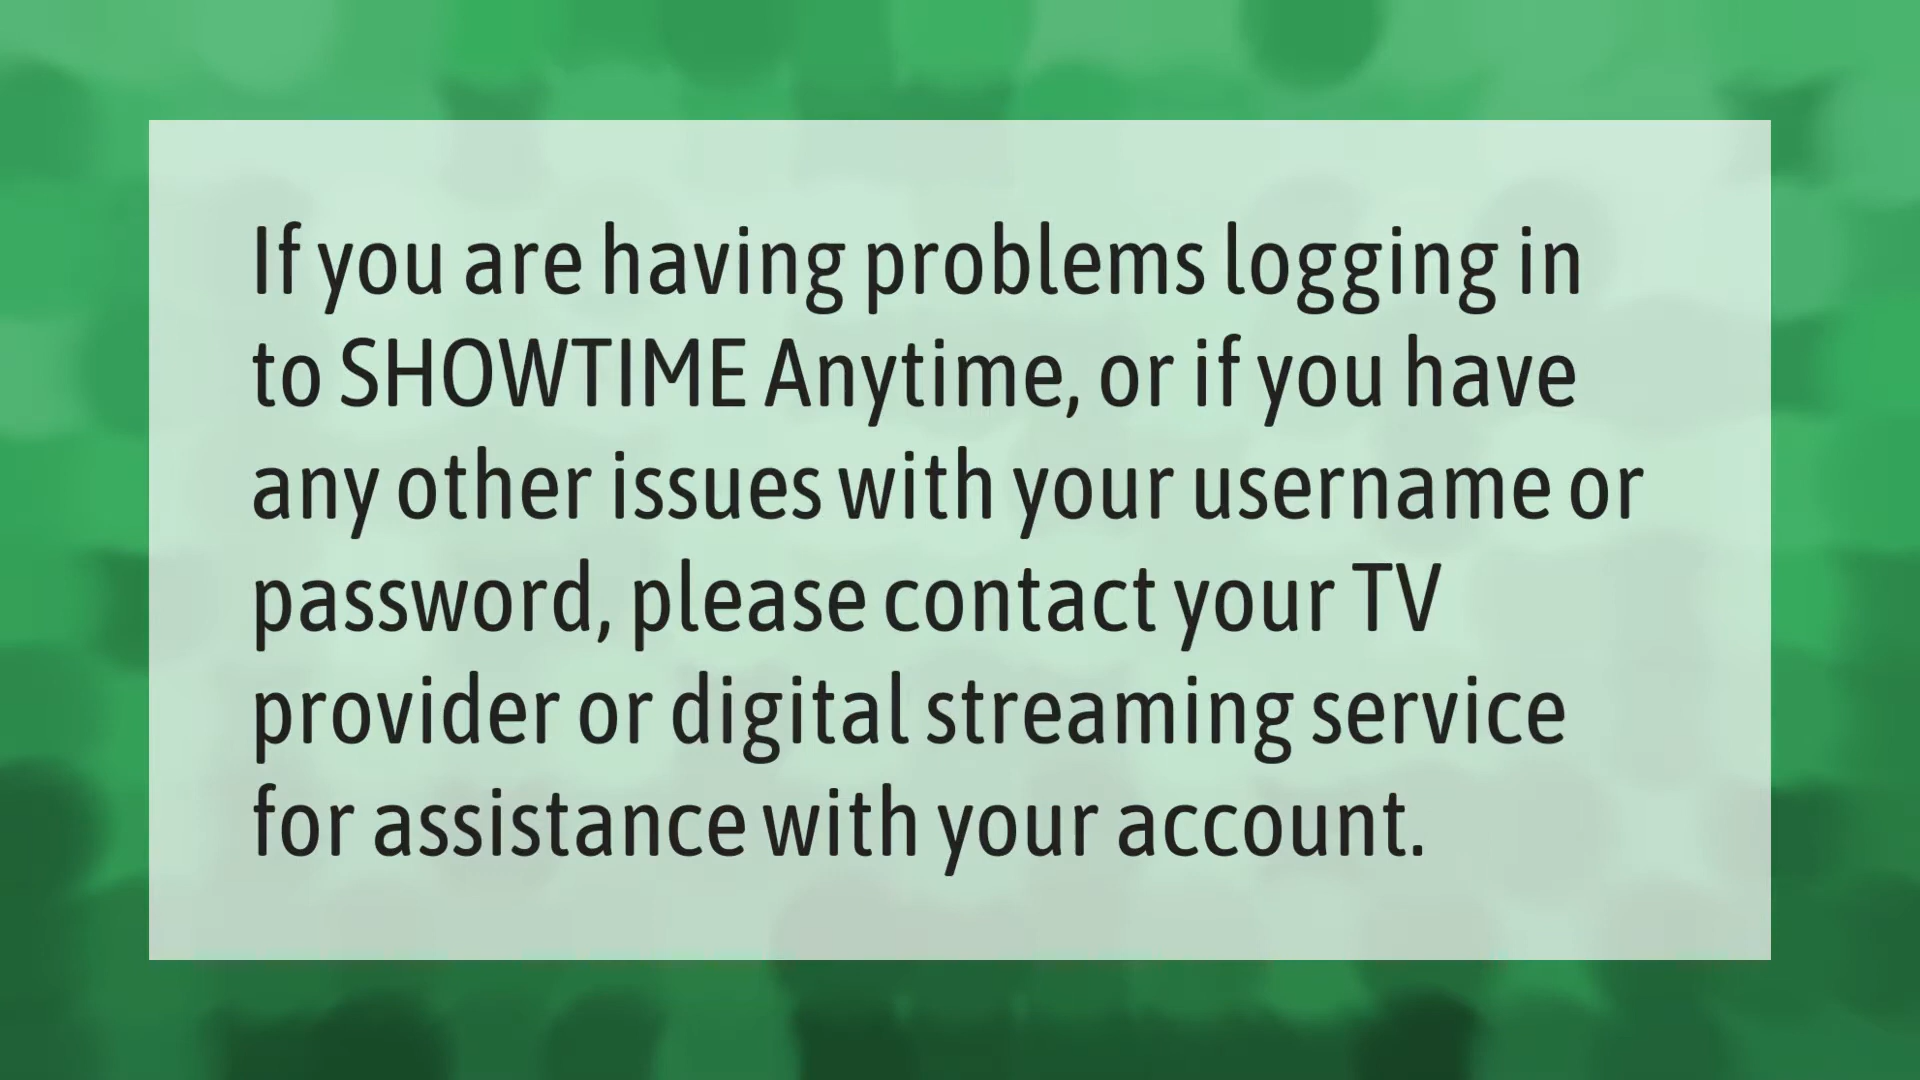 If you are having problems logging in
to SHOWTIME Anytime, or if you have
any other issues with your username or
password, please contact your TV
provider or digital streaming service
for assistance with your account.